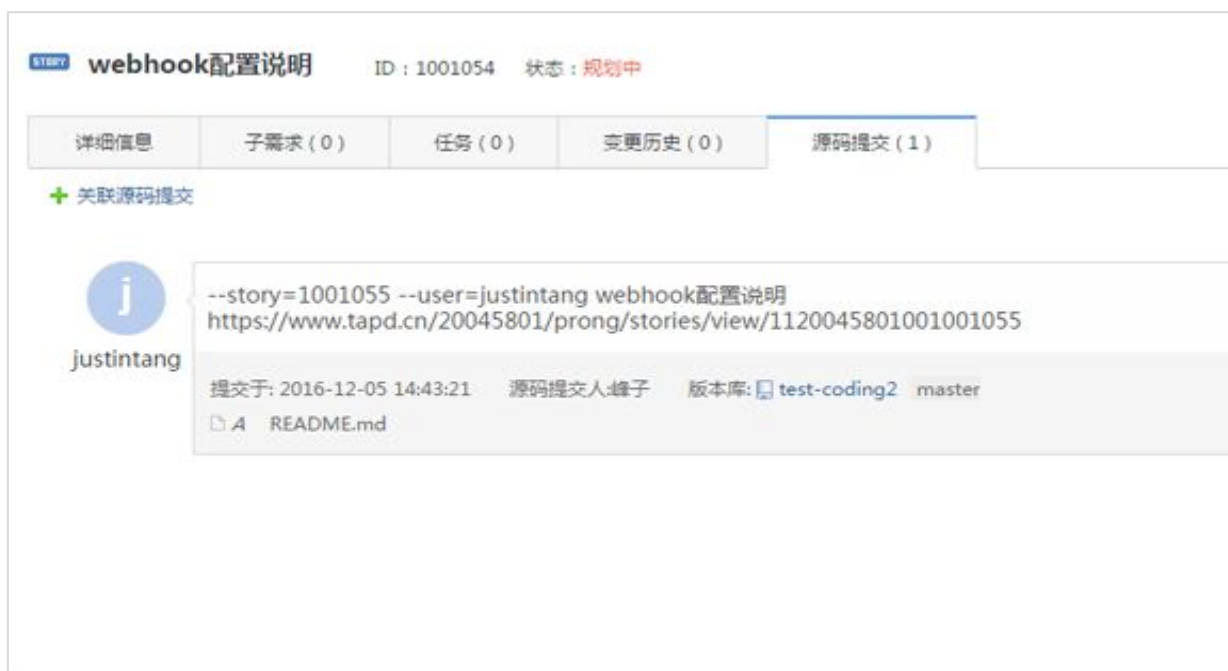 STORY webhook配置说明 ID：1001054 状态：规划中
详细信息 子需求（0） 任务（0） 变更历史（0） 源码提交（1）
关联源码提交
j
--story=1001055 --user=justintang webhook配置说明
https://www.tapd.cn/20045801/prong/stories/view/1120045801001001055
justintang
提交于: 2016-12-05 14:43:21 源码提交人:峰子 版本库: test-coding2 master
A README.md